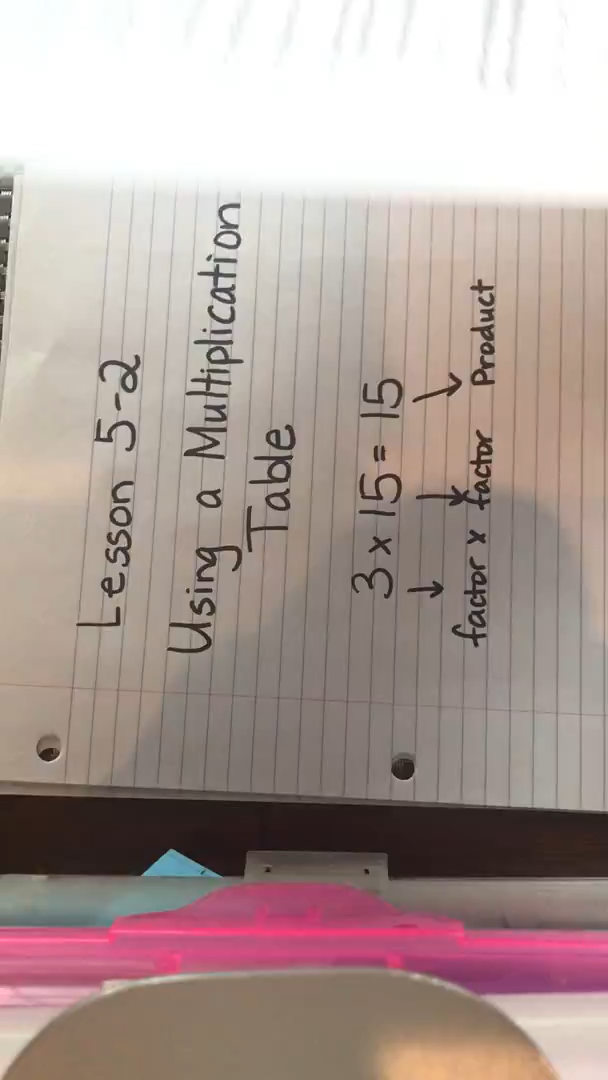 Lesson 5-2
Using a Multiplication
Table
3 x 15 = 15
↓ ↓ ↓
factor x factor Product